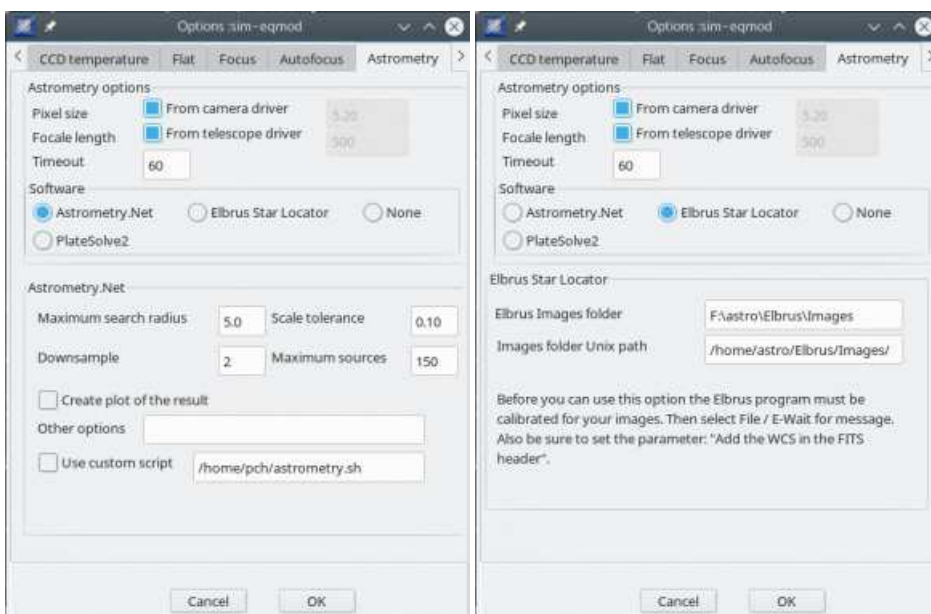 Options :sim-eqmod
CCD temperature Flat Focus Autofocus Astrometry
Astrometry options
Pixel size From camera driver 5.20
Focale length From telescope driver 500
Timeout 60
Software
Astrometry.Net Elbrus Star Locator None
PlateSolve2
Astrometry.Net
Maximum search radius 5.0 Scale tolerance 0.10
Downsample 2 Maximum sources 150
Create plot of the result
Other options
Use custom script /home/pch/astrometry.sh
Cancel OK
Options :sim-eqmod
CCD temperature Flat Focus Autofocus Astrometry
Astrometry options
Pixel size From camera driver 5.20
Focale length From telescope driver 500
Timeout 60
Software
Astrometry.Net Elbrus Star Locator None
PlateSolve2
Elbrus Star Locator
Elbrus Images folder F:\astro\Elbrus\Images
Images folder Unix path /home/astro/Elbrus/Images/
Before you can use this option the Elbrus program must be
calibrated for your images. Then select File / E-Wait for message.
Also be sure to set the parameter: "Add the WCS in the FITS
header".
Cancel OK